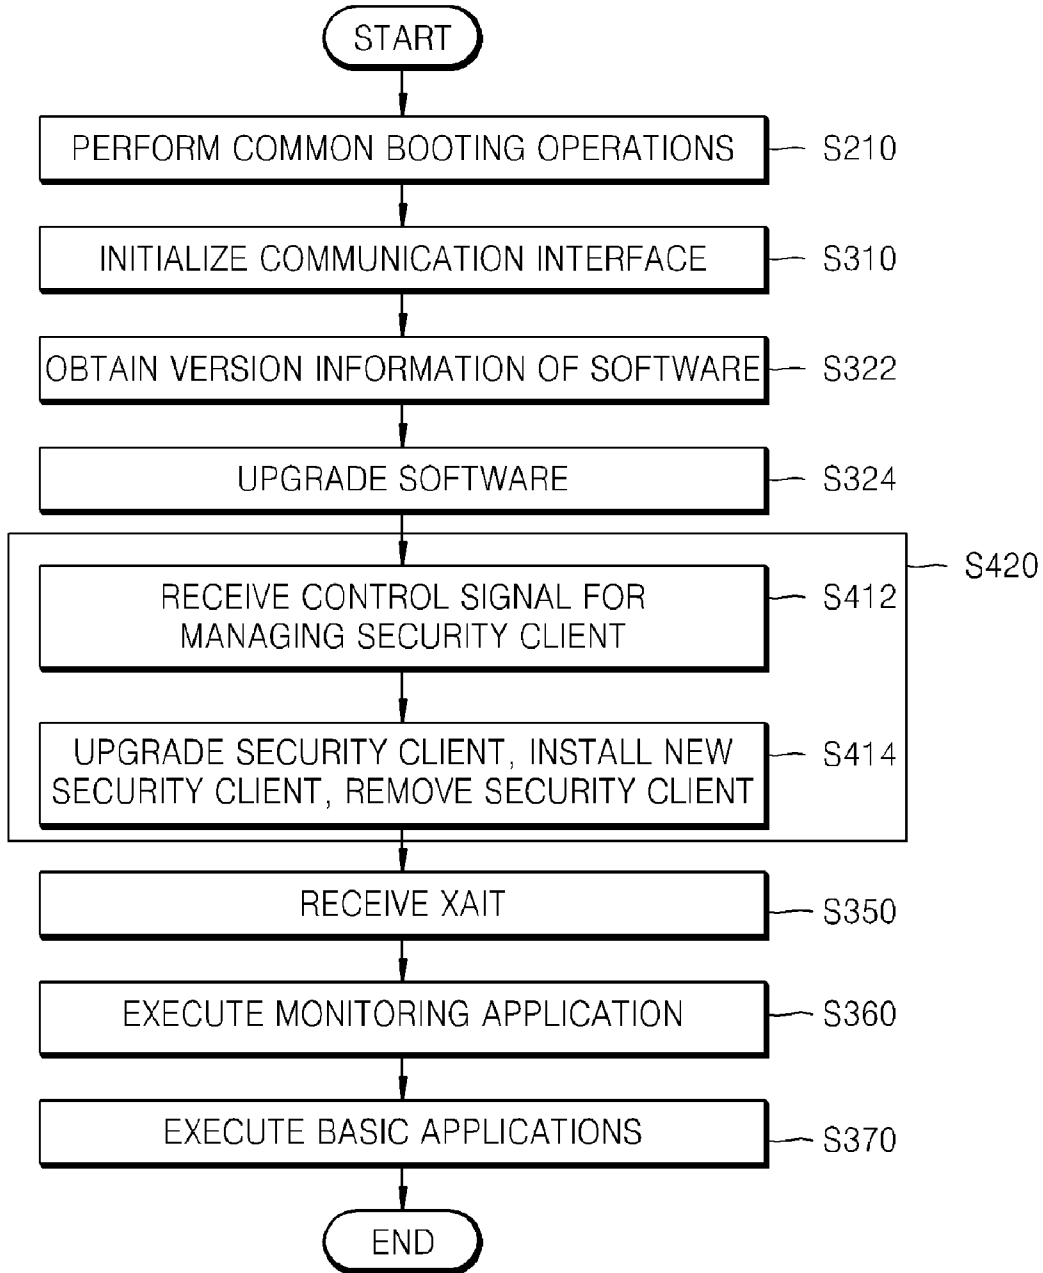 START
PERFORM COMMON BOOTING OPERATIONS
S210
INITIALIZE COMMUNICATION INTERFACE
S310
OBTAIN VERSION INFORMATION OF SOFTWARE
S322
UPGRADE SOFTWARE
S324
S420
RECEIVE CONTROL SIGNAL FOR
MANAGING SECURITY CLIENT
S412
UPGRADE SECURITY CLIENT, INSTALL NEW
SECURITY CLIENT, REMOVE SECURITY CLIENT
S414
RECEIVE XAIT
S350
EXECUTE MONITORING APPLICATION
S360
EXECUTE BASIC APPLICATIONS
S370
END